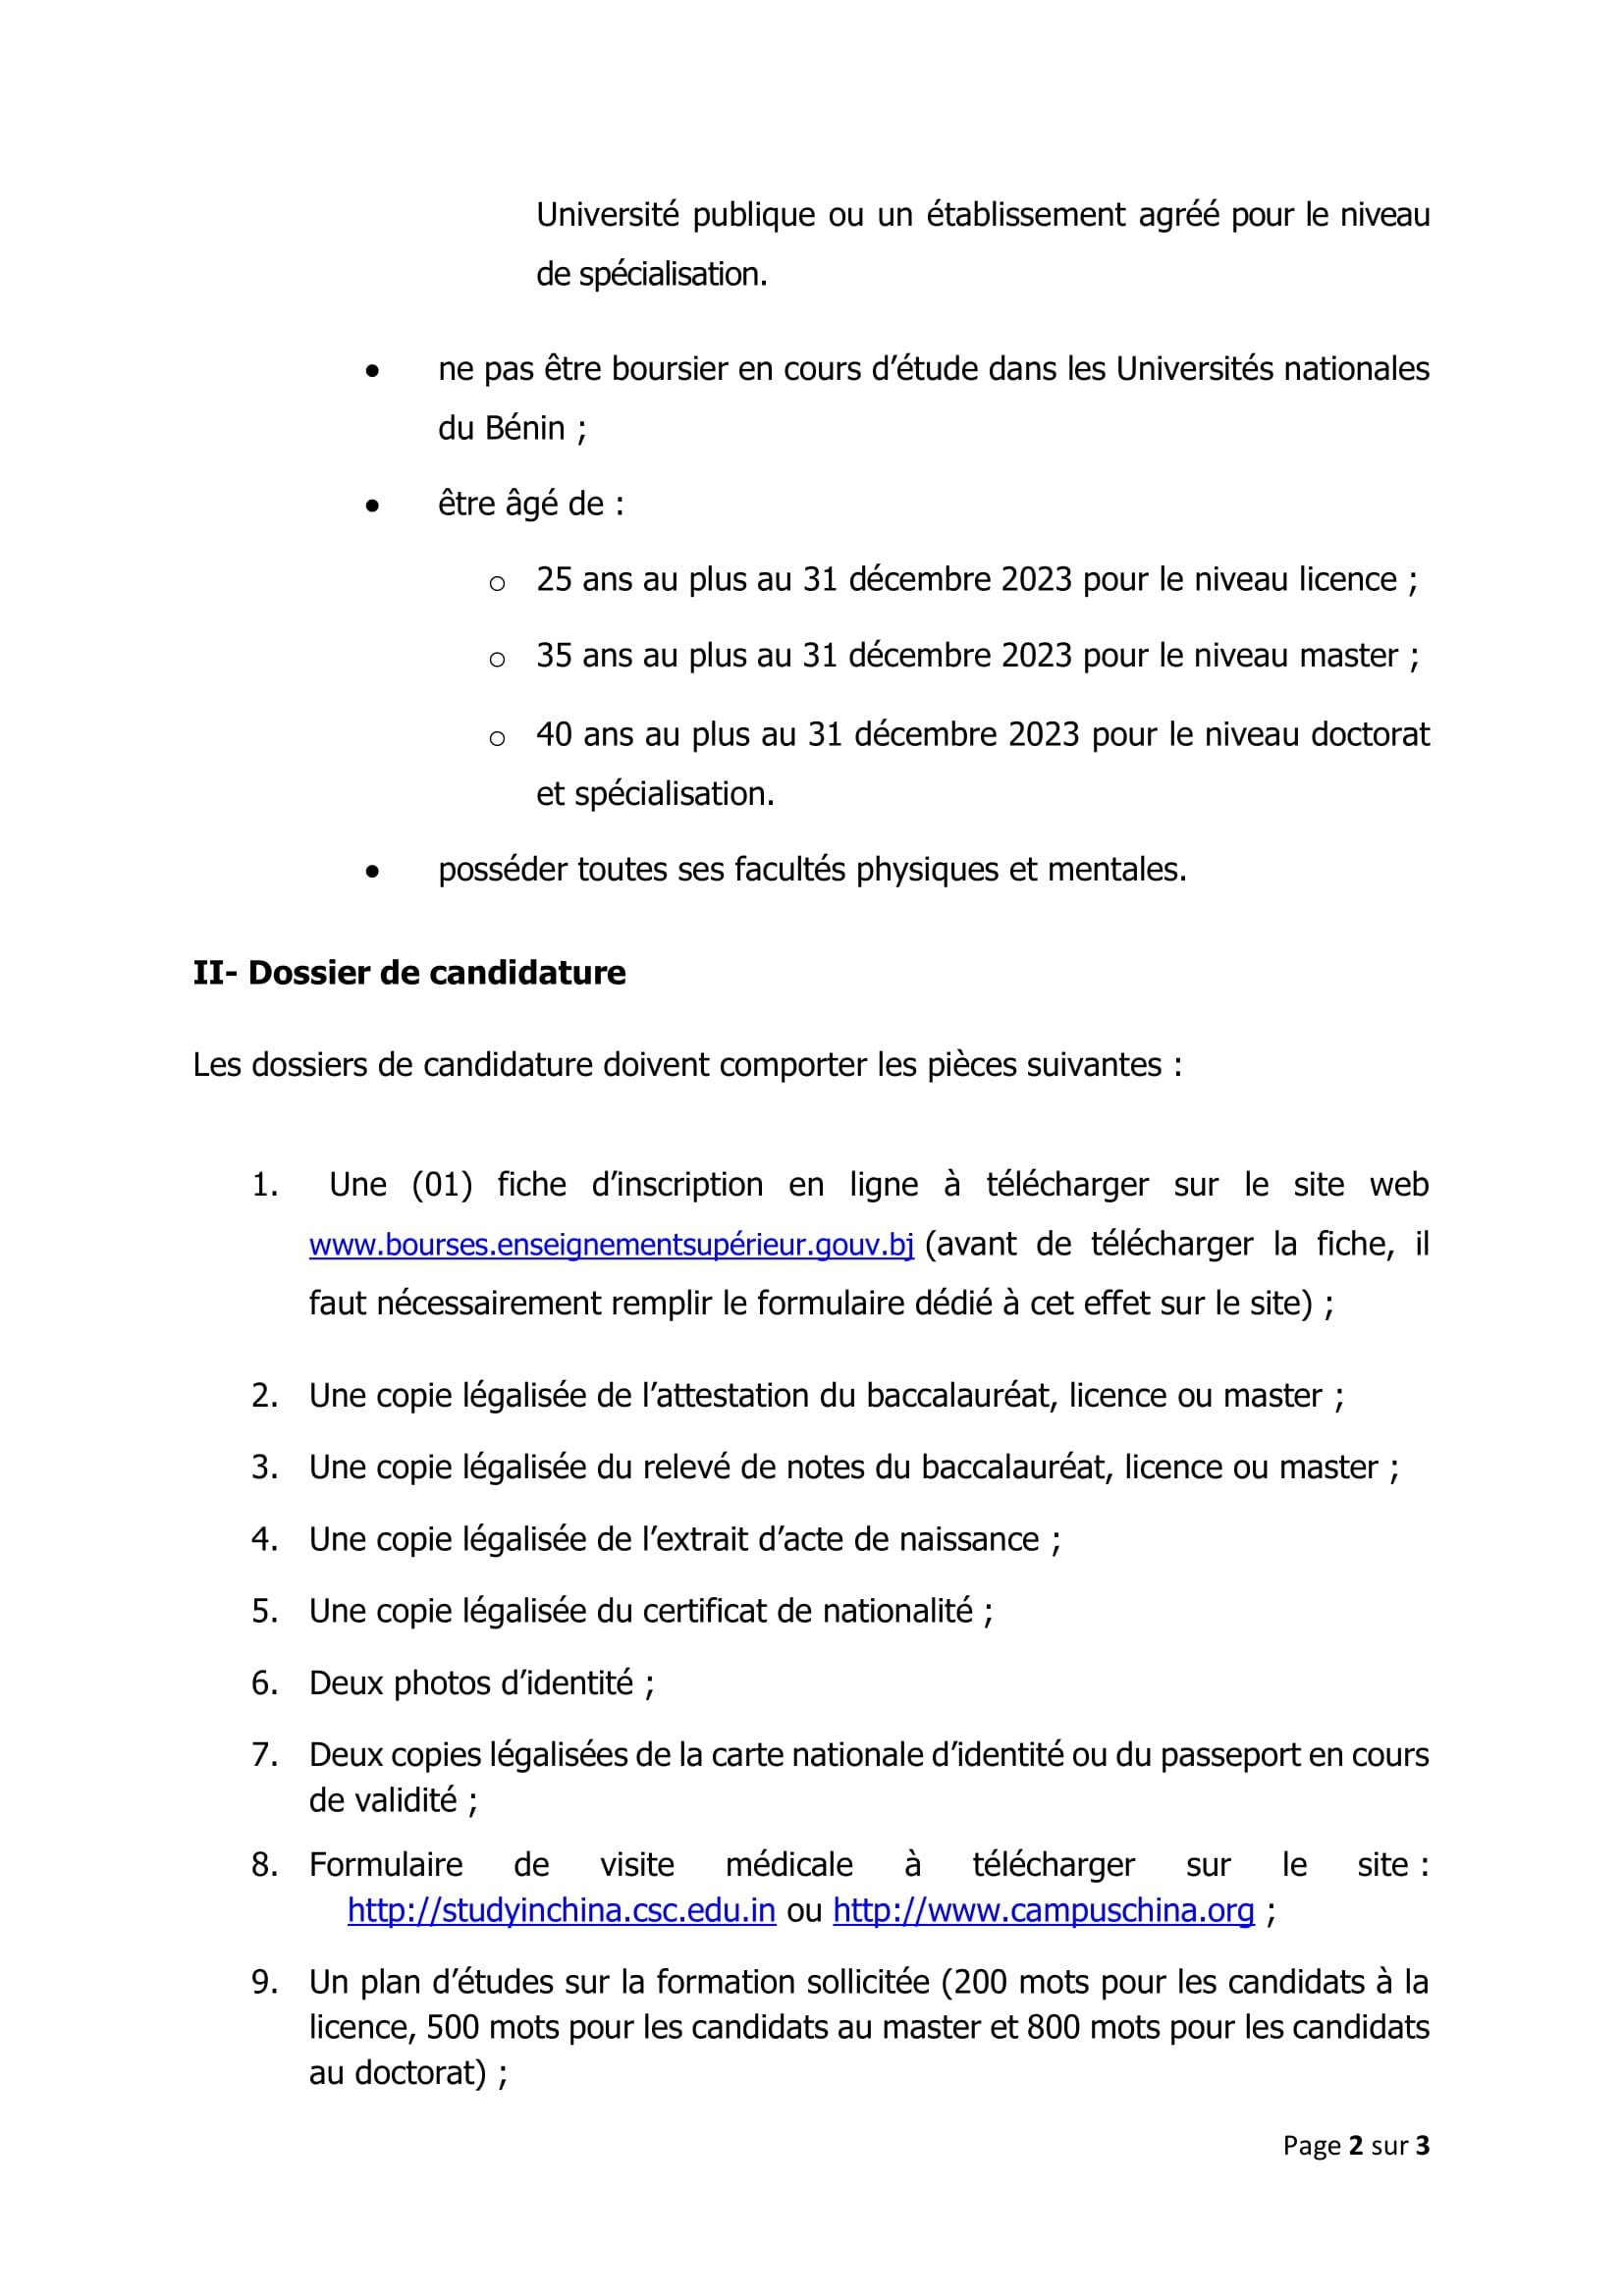 Université publique ou un établissement agréé pour le niveau
de spécialisation.
• ne pas être boursier en cours d’étude dans les Universités nationales
du Bénin ;
• être âgé de :
o 25 ans au plus au 31 décembre 2023 pour le niveau licence ;
o 35 ans au plus au 31 décembre 2023 pour le niveau master ;
o 40 ans au plus au 31 décembre 2023 pour le niveau doctorat
et spécialisation.
• posséder toutes ses facultés physiques et mentales.
II- Dossier de candidature
Les dossiers de candidature doivent comporter les pièces suivantes :
1. Une (01) fiche d’inscription en ligne à télécharger sur le site web
www.bourses.enseignementsupérieur.gouv.bj (avant de télécharger la fiche, il
faut nécessairement remplir le formulaire dédié à cet effet sur le site) ;
2. Une copie légalisée de l’attestation du baccalauréat, licence ou master ;
3. Une copie légalisée du relevé de notes du baccalauréat, licence ou master ;
4. Une copie légalisée de l’extrait d’acte de naissance ;
5. Une copie légalisée du certificat de nationalité ;
6. Deux photos d’identité ;
7. Deux copies légalisées de la carte nationale d’identité ou du passeport en cours
de validité ;
8. Formulaire de visite médicale à télécharger sur le site :
http://studyinchina.csc.edu.in ou http://www.campuschina.org ;
9. Un plan d’études sur la formation sollicitée (200 mots pour les candidats à la
licence, 500 mots pour les candidats au master et 800 mots pour les candidats
au doctorat) ;
Page 2 sur 3